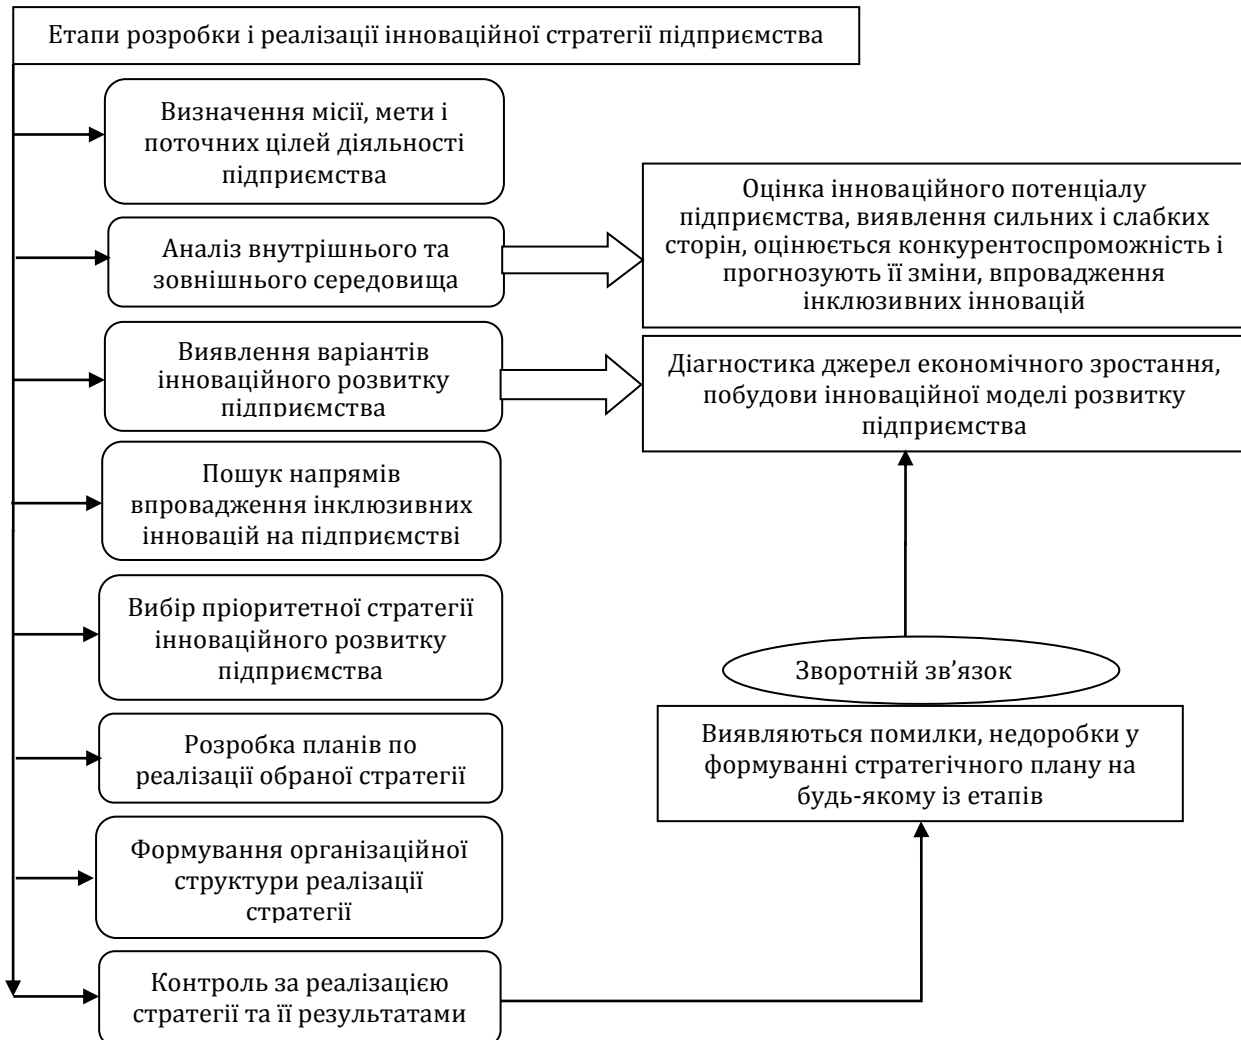 Етапи розробки і реалізації інноваційної стратегії підприємства
Визначення місії, мети і
поточних цілей діяльності
підприємства
Аналіз внутрішнього та
зовнішнього середовища
Оцінка інноваційного потенціалу
підприємства, виявлення сильних і слабких
сторін, оцінюється конкурентоспроможність і
прогнозують її зміни, впровадження
інклюзивних інновацій
Виявлення варіантів
інноваційного розвитку
підприємства
Діагностика джерел економічного зростання,
побудови інноваційної моделі розвитку
підприємства
Пошук напрямів
впровадження інклюзивних
інновацій на підприємстві
Вибір пріоритетної стратегії
інноваційного розвитку
підприємства
Зворотній зв’язок
Розробка планів по
реалізації обраної стратегії
Виявляються помилки, недоробки у
формуванні стратегічного плану на
будь-якому із етапів
Формування організаційної
структури реалізації
стратегії
Контроль за реалізацією
стратегії та її результатами